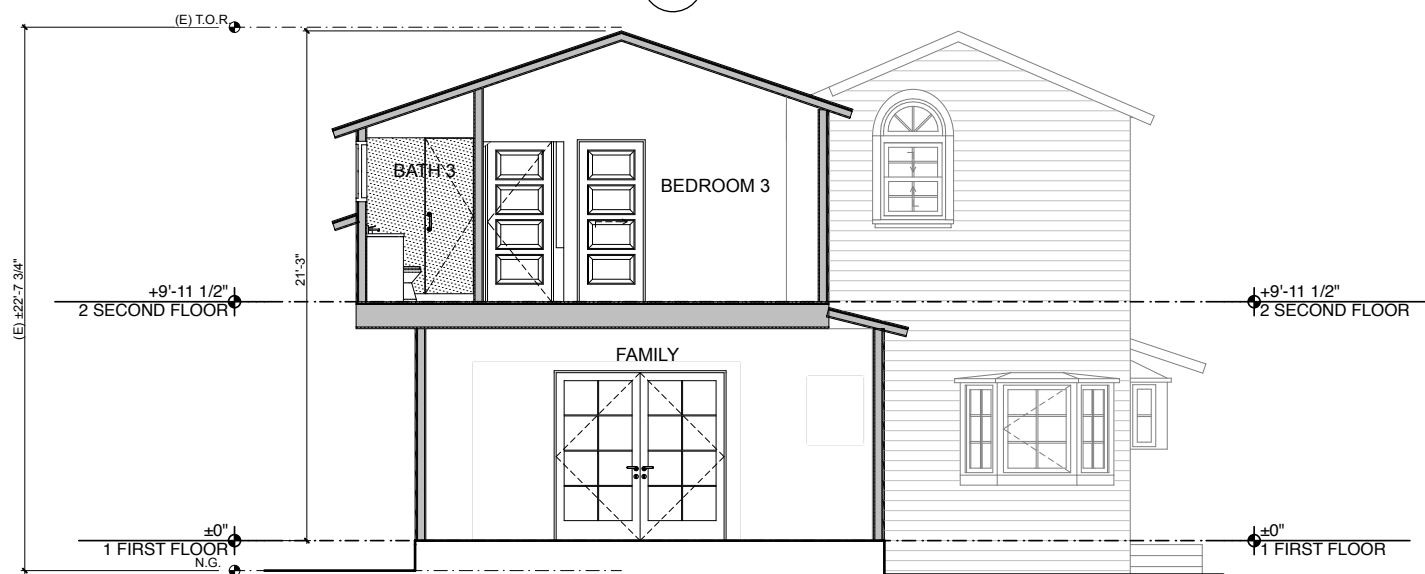 (E) T.O.R.
BATH 3
BEDROOM 3
21'-3"
(E) ±22'-7 3/4"
+9'-11 1/2"
2 SECOND FLOOR
+9'-11 1/2"
2 SECOND FLOOR
FAMILY
±0"
1 FIRST FLOOR
N.G.
±0"
1 FIRST FLOOR